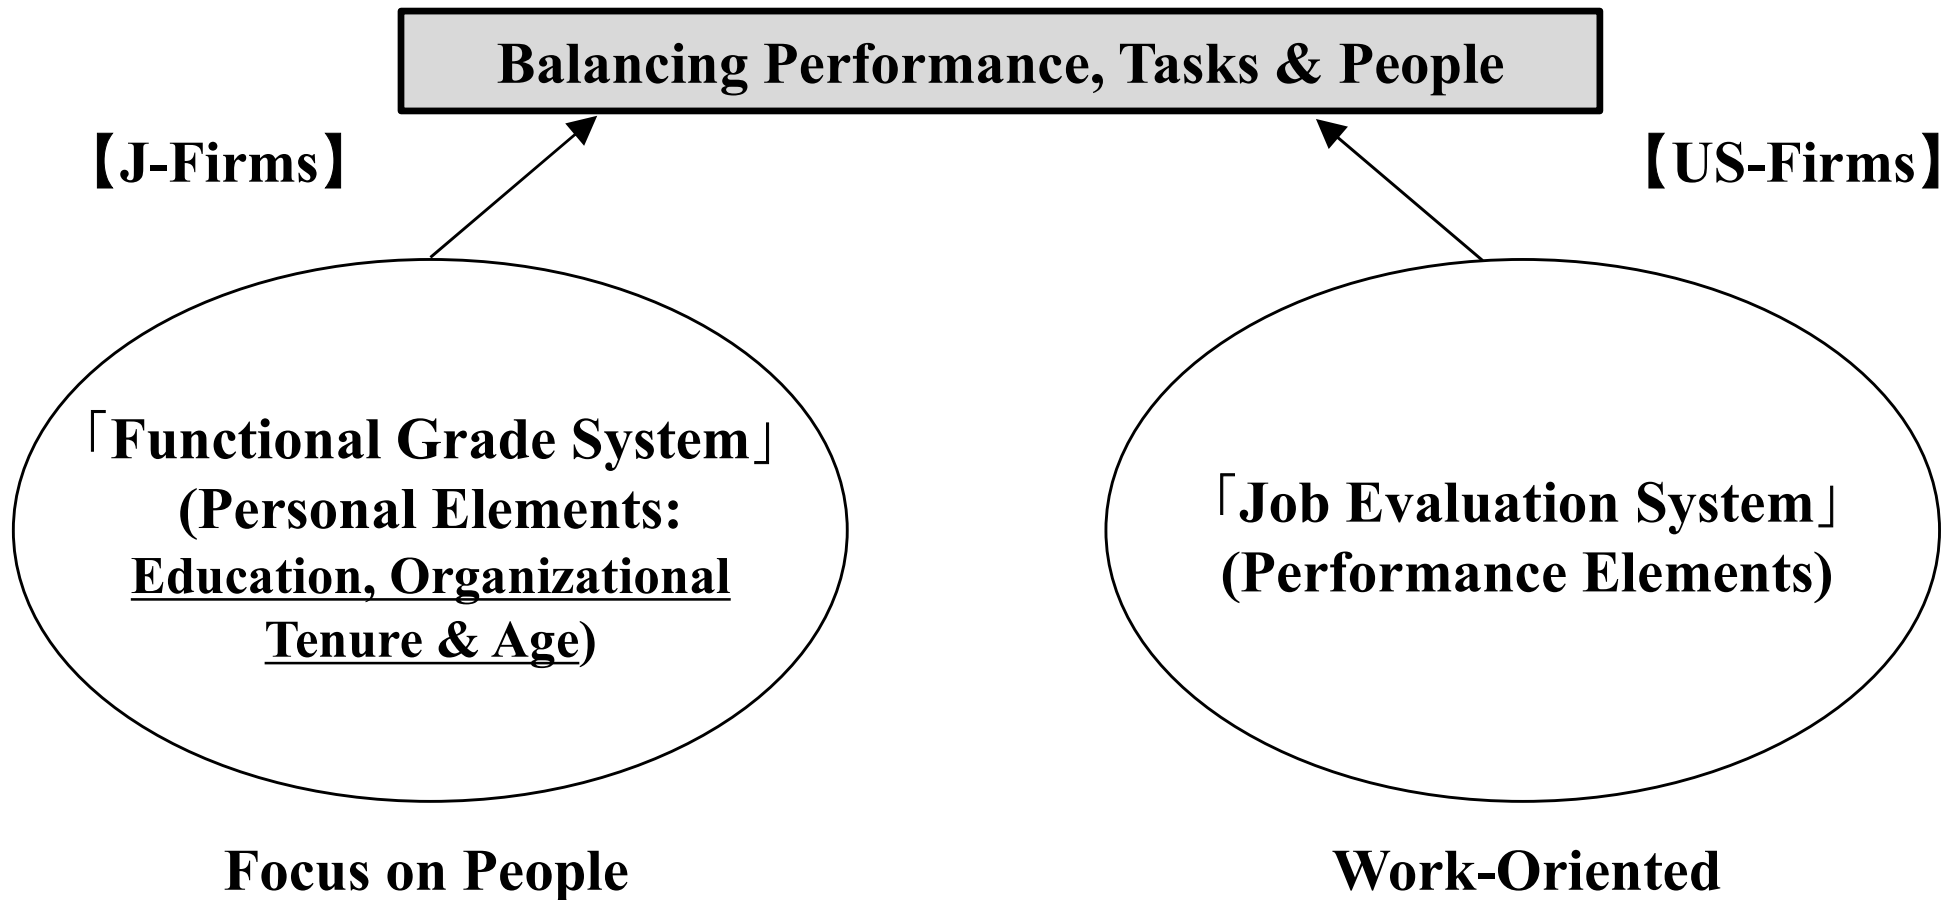 Balancing Performance, Tasks & People
【J-Firms】
【US-Firms】
「Functional Grade System」
(Personal Elements:
Education, Organizational
Tenure & Age)
「Job Evaluation System」
(Performance Elements)
Focus on People
Work-Oriented